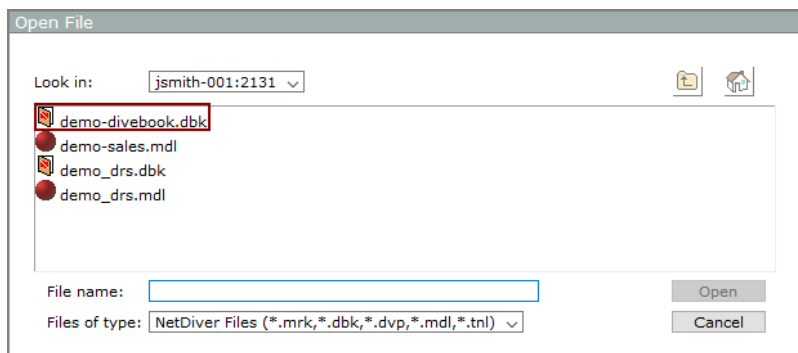 Open File
Look in: jsmith-001:2131
demo-divebook.dbk
demo-sales.mdl
demo_drs.dbk
demo_drs.mdl
File name: Open
Files of type: NetDiver Files (*.mrk,*.dbk,*.dvp,*.mdl,*.tnl) Cancel